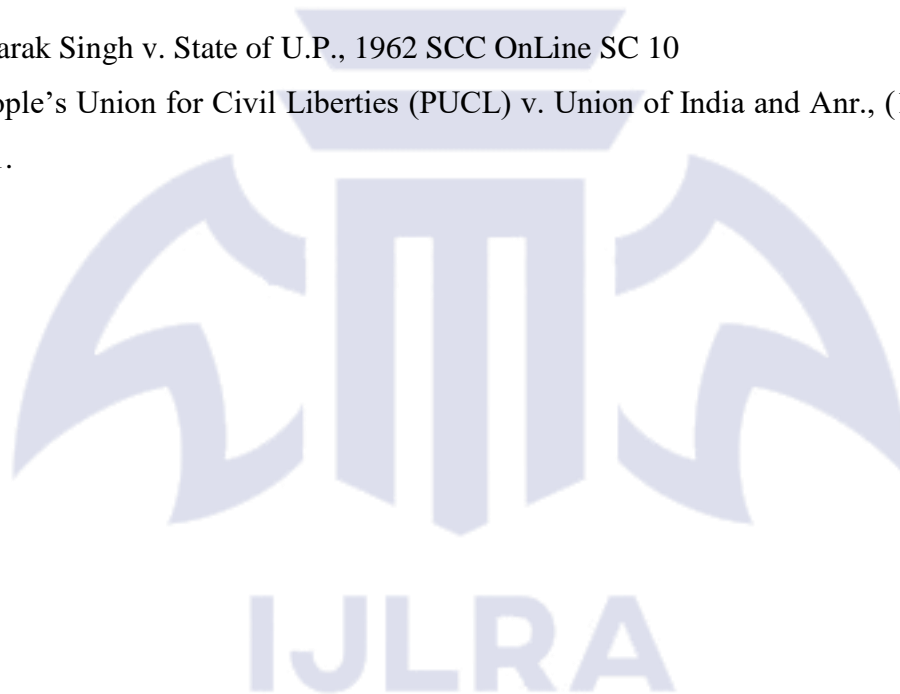 arak Singh v. State of U.P., 1962 SCC OnLine SC 10
ople’s Union for Civil Liberties (PUCL) v. Union of India and Anr., (
.
IJLRA